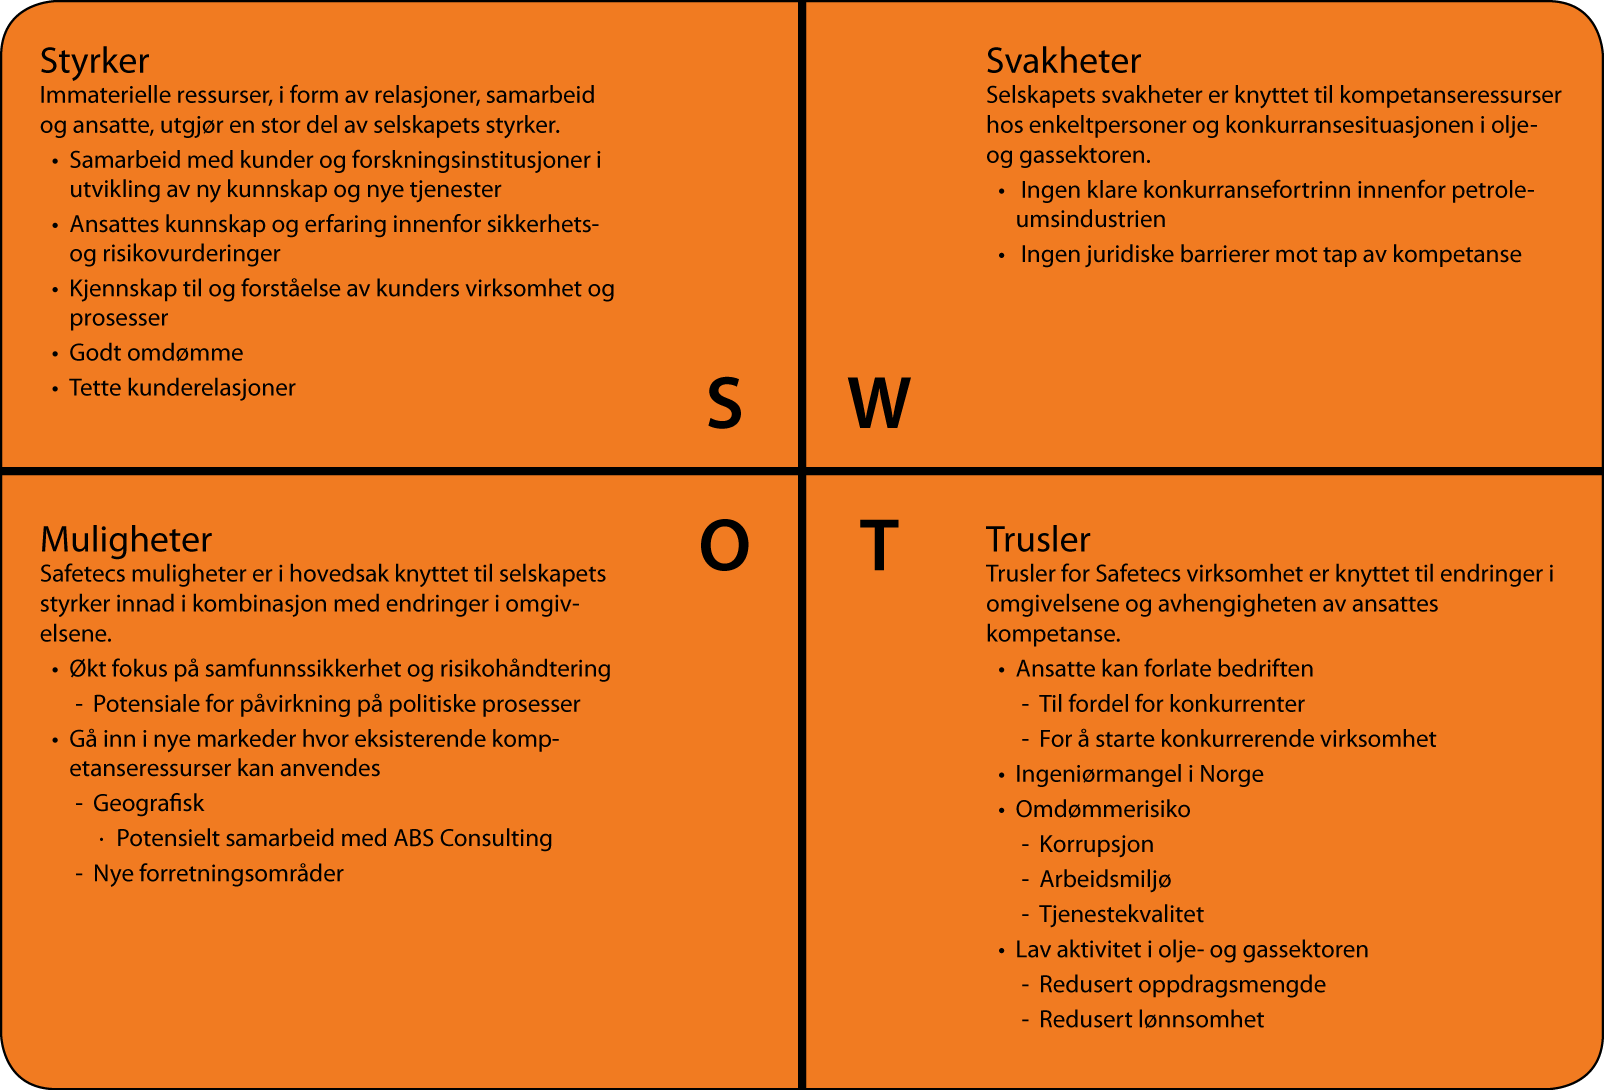 Styrker
Immaterielle ressurser, i form av relasjoner, samarbeid
og ansatte, utgjør en stor del av selskapets styrker.
• Samarbeid med kunder og forskningsinstitusjoner i
utvikling av ny kunnskap og nye tjenester
• Ansattes kunnskap og erfaring innenfor sikkerhets-
og risikovurderinger
• Kjennskap til og forståelse av kunders virksomhet og
prosesser
• Godt omdømme
• Tette kunderelasjoner
S
Svakheter
Selskapets svakheter er knyttet til kompetanseressurser
hos enkeltpersoner og konkurransesituasjonen i olje-
og gassektoren.
• Ingen klare konkurransefortrinn innenfor petrole-
umsindustrien
• Ingen juridiske barrierer mot tap av kompetanse
W
Muligheter
Safetecs muligheter er i hovedsak knyttet til selskapets
styrker innad i kombinasjon med endringer i omgiv-
elsene.
• Økt fokus på samfunnssikkerhet og risikohåndtering
- Potensiale for påvirkning på politiske prosesser
• Gå inn i nye markeder hvor eksisterende komp-
etanseressurser kan anvendes
- Geografisk
· Potensielt samarbeid med ABS Consulting
- Nye forretningsområder
O
T
Trusler
Trusler for Safetecs virksomhet er knyttet til endringer i
omgivelsene og avhengigheten av ansattes
kompetanse.
• Ansatte kan forlate bedriften
- Til fordel for konkurrenter
- For å starte konkurrerende virksomhet
• Ingeniørmangel i Norge
• Omdømmerisiko
- Korrupsjon
- Arbeidsmiljø
- Tjenestekvalitet
• Lav aktivitet i olje- og gassektoren
- Redusert oppdragsmengde
- Redusert lønnsomhet